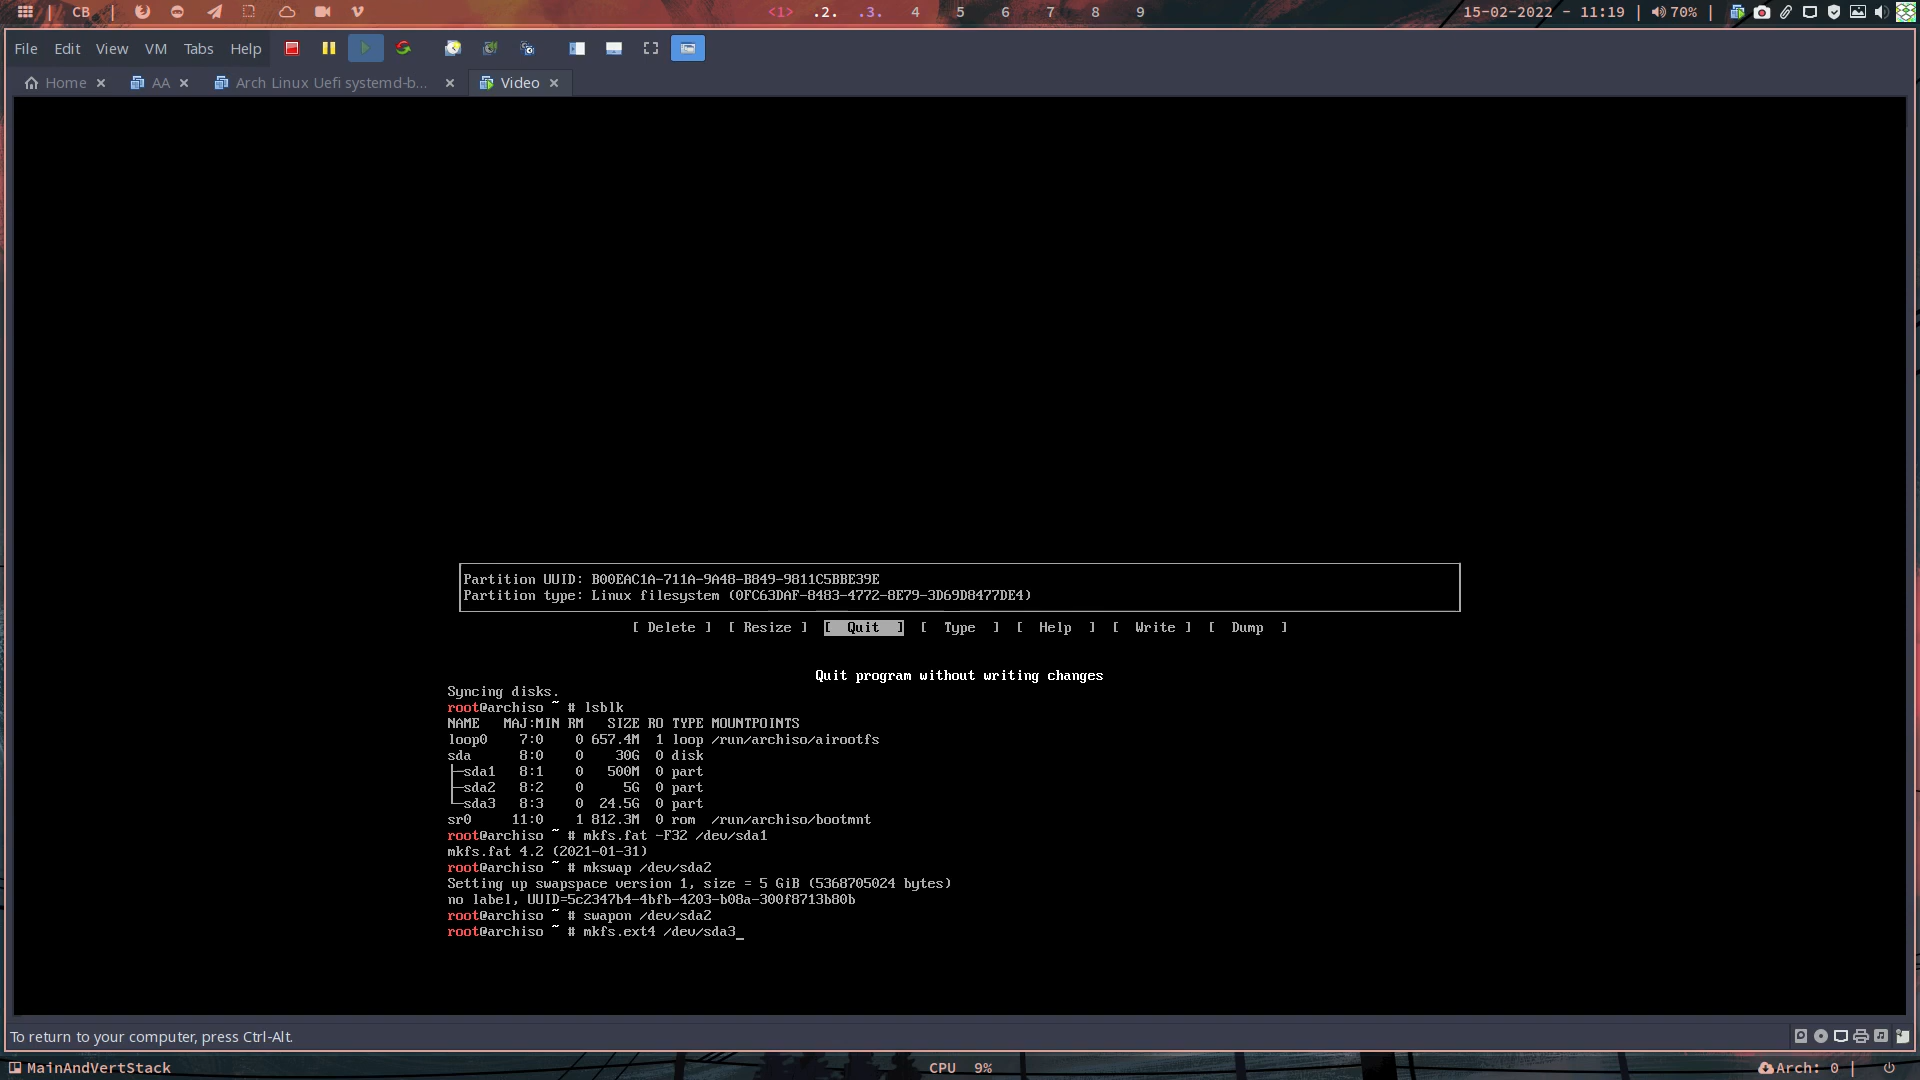 | CB | <1> .2. .3. 4 5 6 7 8 9 15-02-2022 - 11:19 | 70% |
File Edit View VM Tabs Help
Home × AA × Arch Linux Uefi systemd-b... × Video ×
Partition UUID: B00EAC1A-711A-9A48-B849-9811C5BBE39E
Partition type: Linux filesystem (0FC63DAF-8483-4772-8E79-3D69D8477DE4)
[ Delete ] [ Resize ] [ Quit ] [ Type ] [ Help ] [ Write ] [ Dump ]
Quit program without writing changes
Syncing disks.
root@archiso ~ # lsblk
NAME MAJ:MIN RM SIZE RO TYPE MOUNTPOINTS
loop0 7:0 0 657.4M 1 loop /run/archiso/airootfs
sda 8:0 0 30G 0 disk
├─sda1 8:1 0 500M 0 part
├─sda2 8:2 0 5G 0 part
└─sda3 8:3 0 24.5G 0 part
sr0 11:0 1 812.3M 0 rom /run/archiso/bootmnt
root@archiso ~ # mkfs.fat -F32 /dev/sda1
mkfs.fat 4.2 (2021-01-31)
root@archiso ~ # mkswap /dev/sda2
Setting up swapspace version 1, size = 5 GiB (5368705024 bytes)
no label, UUID=5c2347b4-4bfb-4203-b08a-300f8713b80b
root@archiso ~ # swapon /dev/sda2
root@archiso ~ # mkfs.ext4 /dev/sda3_
To return to your computer, press Ctrl-Alt.
MainAndVertStack CPU 9% Arch: 0 |